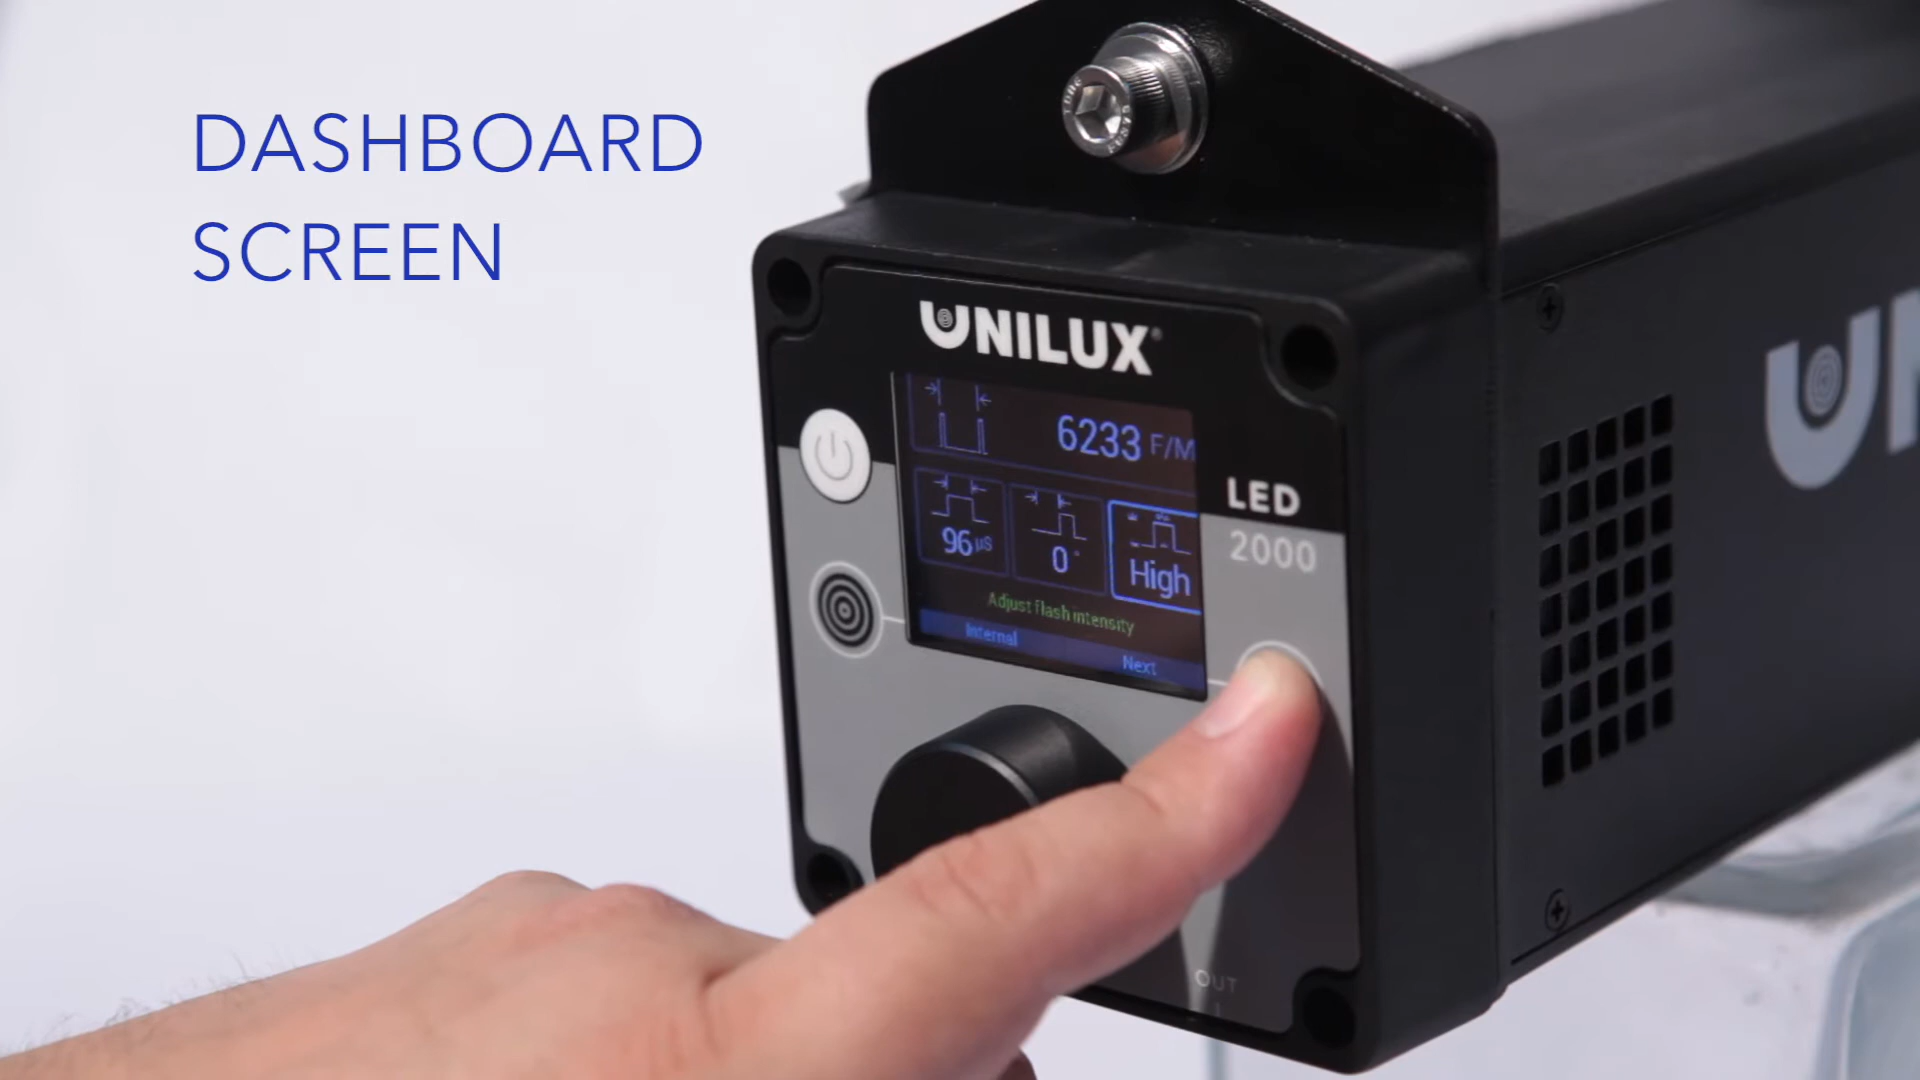 DASHBOARD
SCREEN
UNILUX®
6233 F/M
96 µS
0°
High
Adjust flash intensity
Internal
Next
LED
2000
OUT